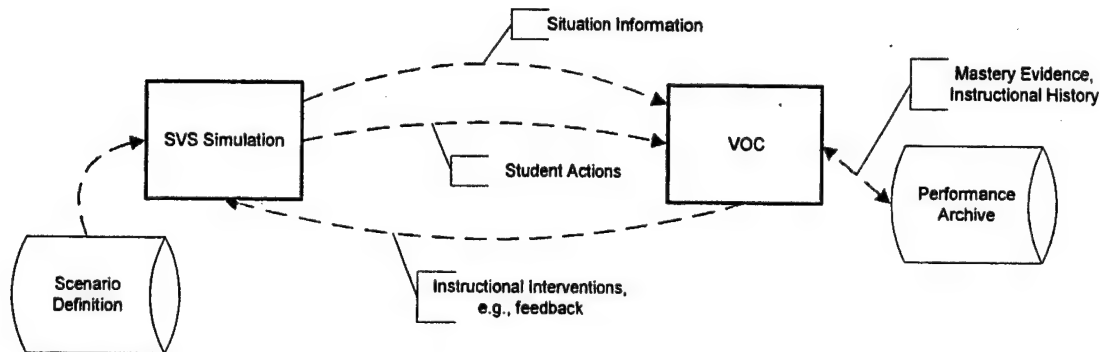 Situation Information
Mastery Evidence,
Instructional History
SVS Simulation
VOC
Student Actions
Performance
Archive
Scenario
Definition
Instructional Interventions,
e.g., feedback